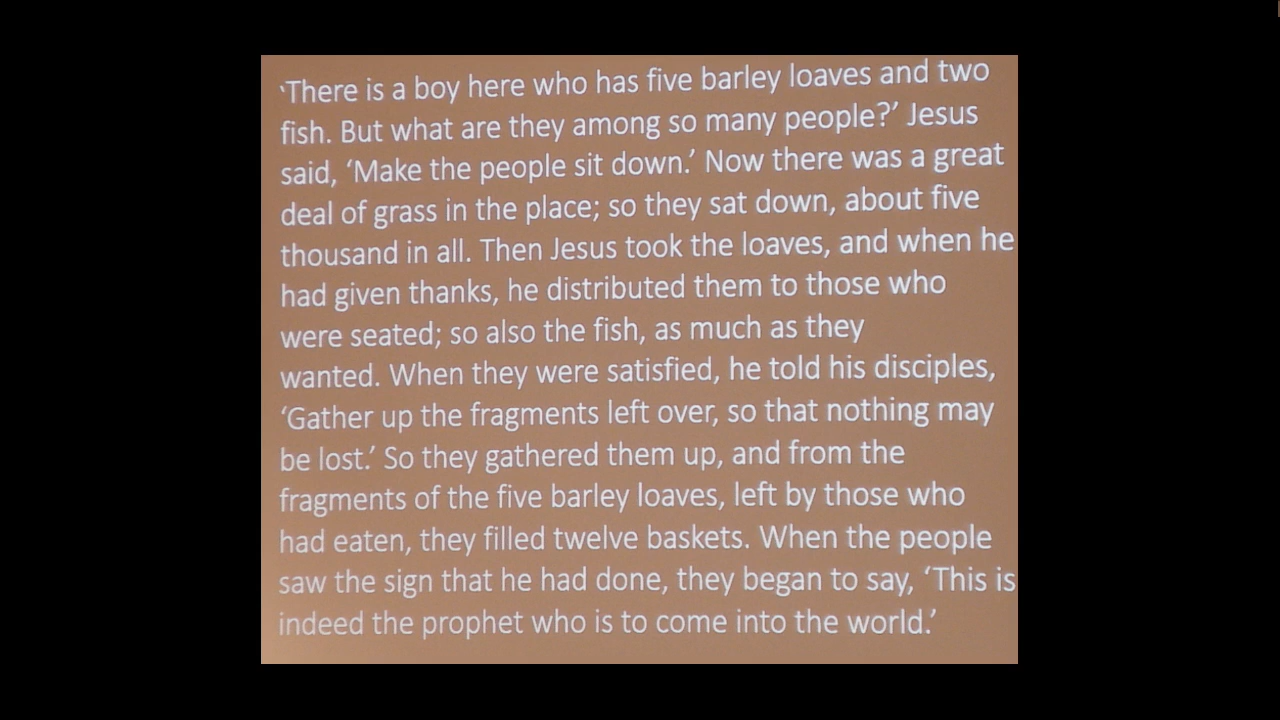 ‘There is a boy here who has five barley loaves and two
fish. But what are they among so many people?’ Jesus
said, ‘Make the people sit down.’ Now there was a great
deal of grass in the place; so they sat down, about five
thousand in all. Then Jesus took the loaves, and when he
had given thanks, he distributed them to those who
were seated; so also the fish, as much as they
wanted. When they were satisfied, he told his disciples,
‘Gather up the fragments left over, so that nothing may
be lost.’ So they gathered them up, and from the
fragments of the five barley loaves, left by those who
had eaten, they filled twelve baskets. When the people
saw the sign that he had done, they began to say, ‘This is
indeed the prophet who is to come into the world.’